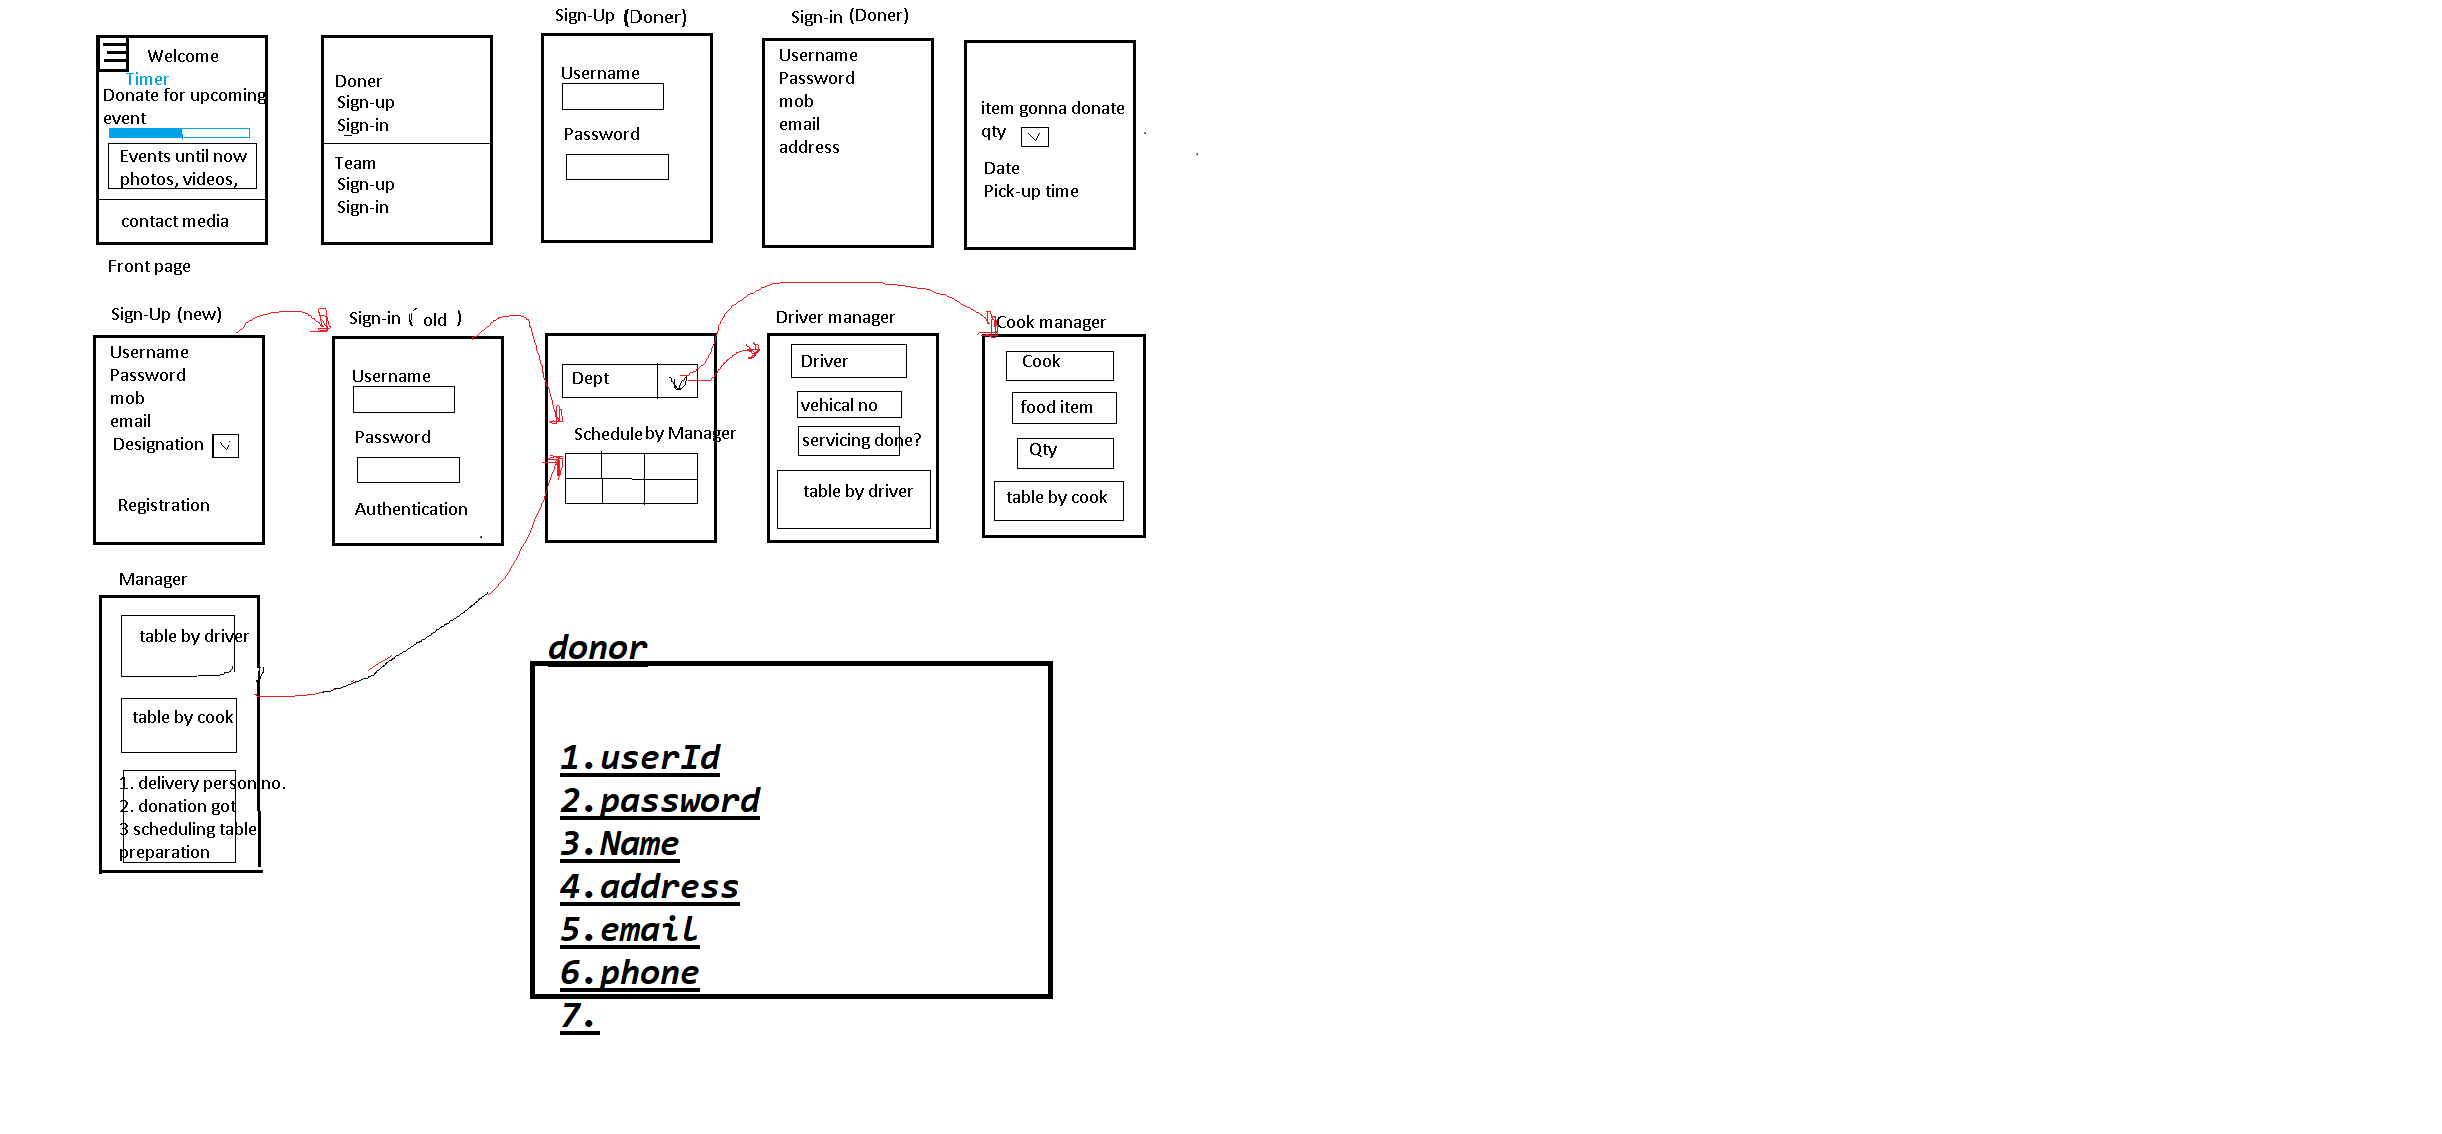 Welcome
Timer
Donate for upcoming
event
Events until now
photos, videos,
contact media
Front page
Doner
Sign-up
Sign-in
Team
Sign-up
Sign-in
Sign-Up (Doner)
Username
Password
Sign-in (Doner)
Username
Password
mob
email
address
item gonna donate
qty
Date
Pick-up time
Sign-Up (new)
Username
Password
mob
email
Designation
Registration
Sign-in ( old )
Username
Password
Authentication
Dept
Schedule by Manager
Driver manager
Driver
vehical no
servicing done?
table by driver
Cook manager
Cook
food item
Qty
table by cook
Manager
table by driver
table by cook
1. delivery person no.
2. donation got
3 scheduling table
preparation
donor
1.userId
2.password
3.Name
4.address
5.email
6.phone
7.